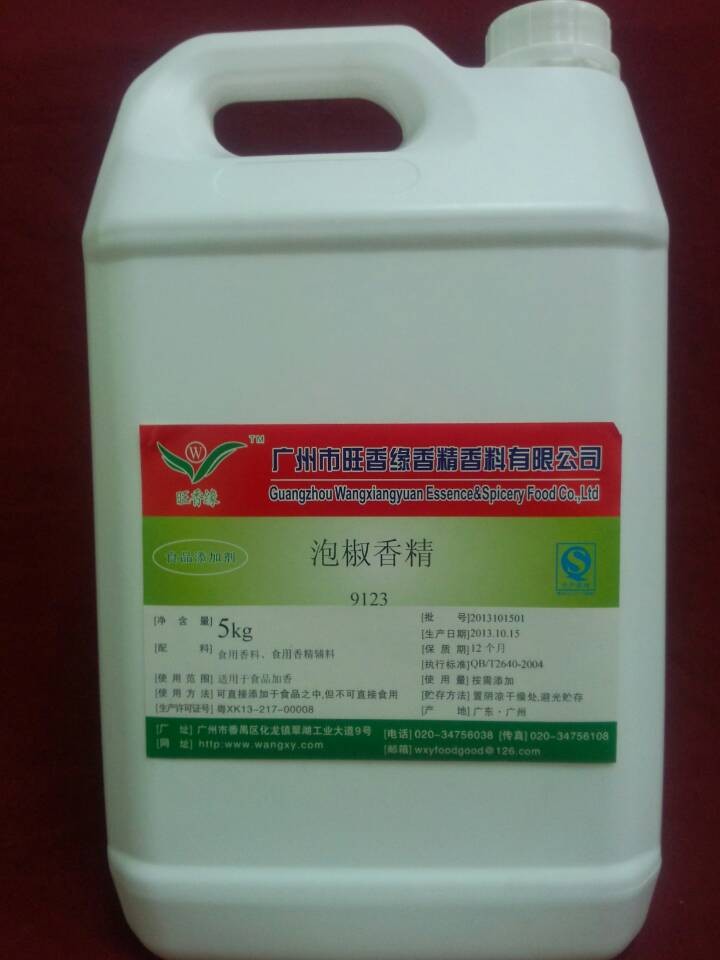 W
TM
旺香缘
广州市旺香缘香精香料有限公司
Guangzhou Wangxiangyuan Essence&Spicery Food Co.,Ltd
食品添加剂
泡椒香精
9123
[净 含 量] 5kg
[配 料] 食用香料、食用香精辅料
[使 用 范 围] 适用于食品加香
[使 用 方 法] 可直接添加于食品之中,但不可直接食用
[生产许可证号] 粤XK13-217-00008
[批 号]2013101501
[生产日期]2013.10.15
[保 质 期]12个月
[执行标准]QB/T2640-2004
[使 用 量] 按需添加
[贮存方法] 置阴凉干燥处,避光贮存
[产 地] 广东·广州
[厂 址] 广州市番禺区化龙镇翠湖工业大道9号 [电话] 020-34756038 [传真] 020-34756108
[网 址] http:www.wangxy.com [邮箱] wxyfoodgood@126.com